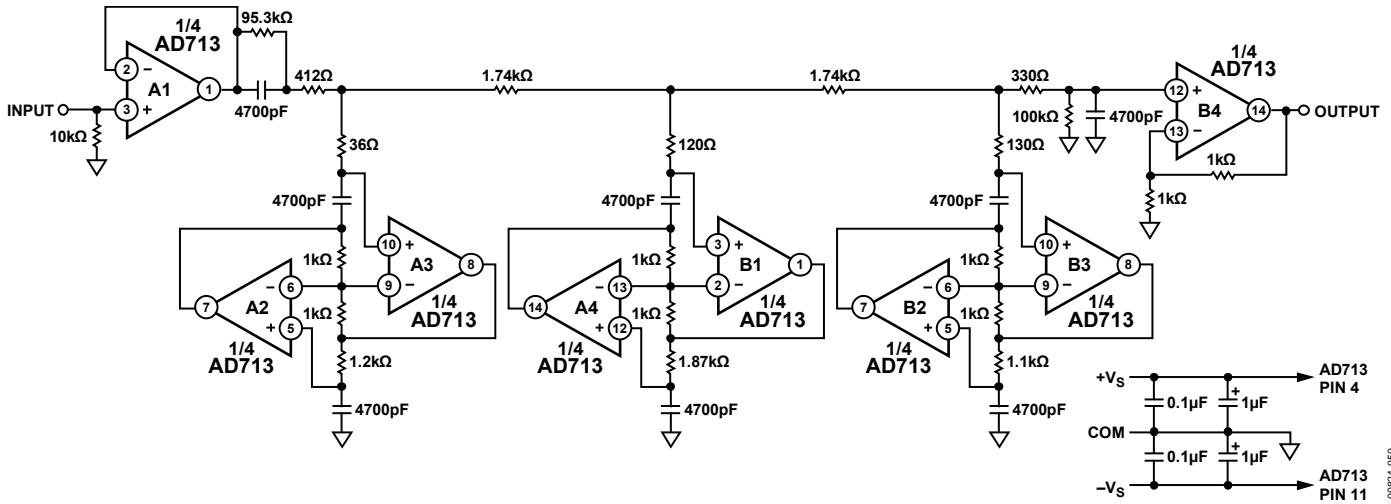 95.3kΩ
1/4
AD713
2
−
A1
1
3
+
INPUT
10kΩ
4700pF
412Ω
1.74kΩ
1.74kΩ
330Ω
100kΩ
4700pF
1/4
AD713
12
+
B4
14
13
−
OUTPUT
1kΩ
1kΩ
36Ω
120Ω
130Ω
4700pF
10
+
A3
8
9
−
1/4
AD713
1kΩ
1kΩ
−
6
A2
7
+
5
1/4
AD713
1.2kΩ
4700pF
4700pF
3
+
B1
1
2
−
1/4
AD713
1kΩ
1kΩ
−
13
A4
14
+
12
1/4
AD713
1.87kΩ
4700pF
4700pF
10
+
B3
8
9
−
1/4
AD713
1kΩ
1kΩ
−
6
B2
7
+
5
1/4
AD713
1.1kΩ
4700pF
+VS
AD713
PIN 4
0.1µF
+
1µF
COM
0.1µF
+
1µF
−VS
AD713
PIN 11